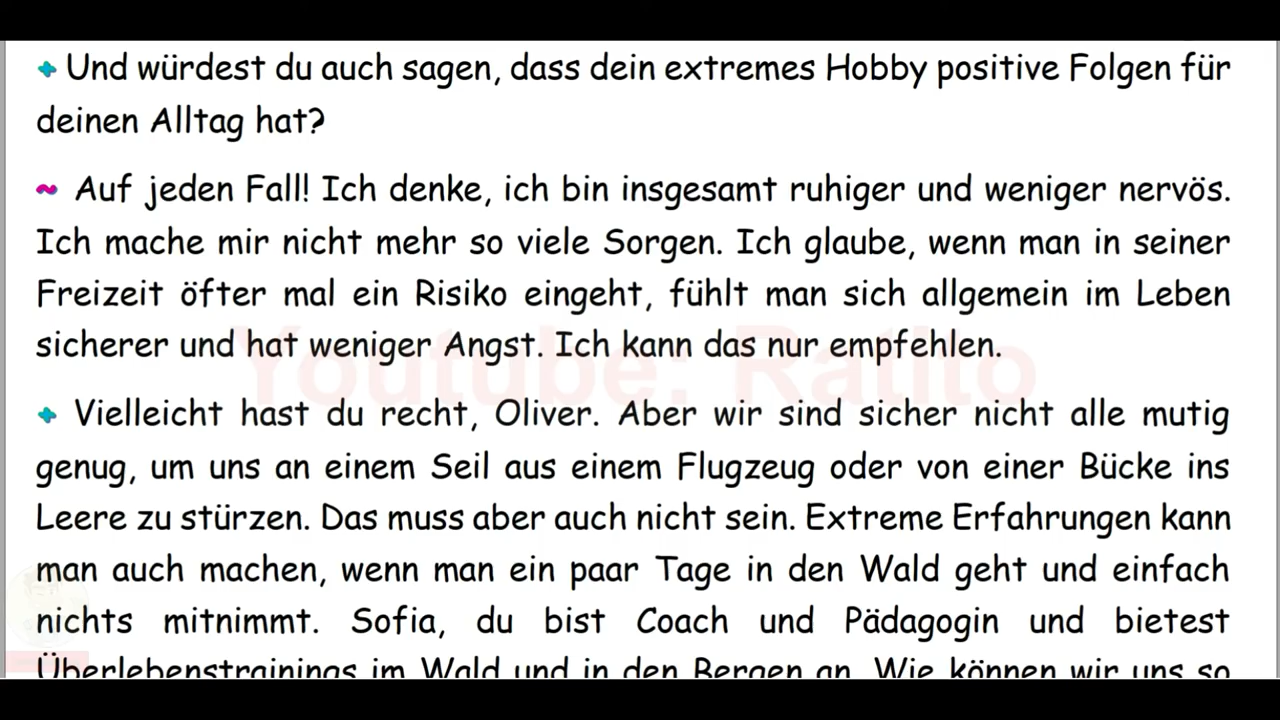 + Und würdest du auch sagen, dass dein extremes Hobby positive Folgen für
deinen Alltag hat?
~ Auf jeden Fall! Ich denke, ich bin insgesamt ruhiger und weniger nervös.
Ich mache mir nicht mehr so viele Sorgen. Ich glaube, wenn man in seiner
Freizeit öfter mal ein Risiko eingeht, fühlt man sich allgemein im Leben
sicherer und hat weniger Angst. Ich kann das nur empfehlen.
Youtube: Ratito
+ Vielleicht hast du recht, Oliver. Aber wir sind sicher nicht alle mutig
genug, um uns an einem Seil aus einem Flugzeug oder von einer Bücke ins
Leere zu stürzen. Das muss aber auch nicht sein. Extreme Erfahrungen kann
man auch machen, wenn man ein paar Tage in den Wald geht und einfach
nichts mitnimmt. Sofia, du bist Coach und Pädagogin und bietest
Überlebenstrainings im Wald und in den Bergen an. Wie können wir uns so